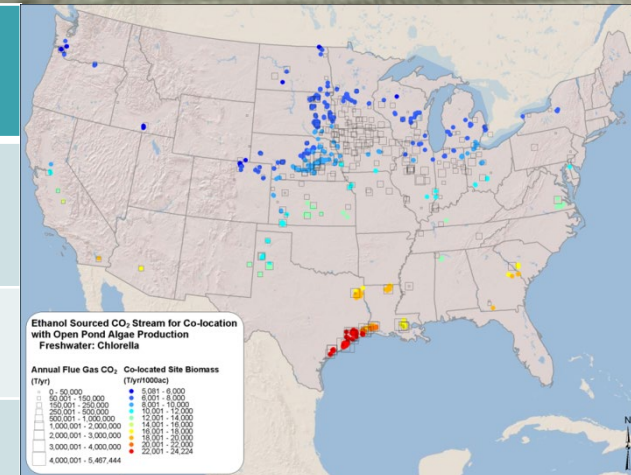 Ethanol Sourced CO₂ Stream for Co-location
with Open Pond Algae Production
Freshwater: Chlorella
Annual Flue Gas CO₂
(T/yr)
0 - 50,000
50,001 - 150,000
150,001 - 250,000
250,001 - 500,000
500,001 - 1,000,000
1,000,001 - 2,000,000
2,000,001 - 3,000,000
3,000,001 - 4,000,000
4,000,001 - 5,467,444
Co-located Site Biomass
(T/yr/1000ac)
5,081 - 6,000
6,001 - 8,000
8,001 - 10,000
10,001 - 12,000
12,001 - 14,000
14,001 - 16,000
16,001 - 18,000
18,001 - 20,000
20,001 - 22,000
22,001 - 24,224
N